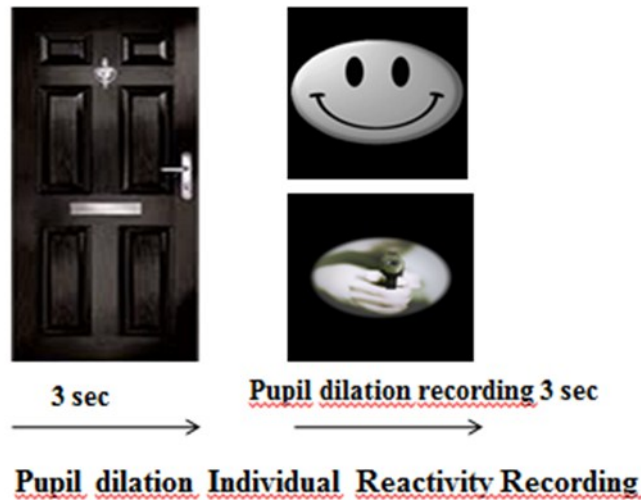 3 sec
Pupil dilation recording 3 sec
Pupil dilation Individual Reactivity Recording